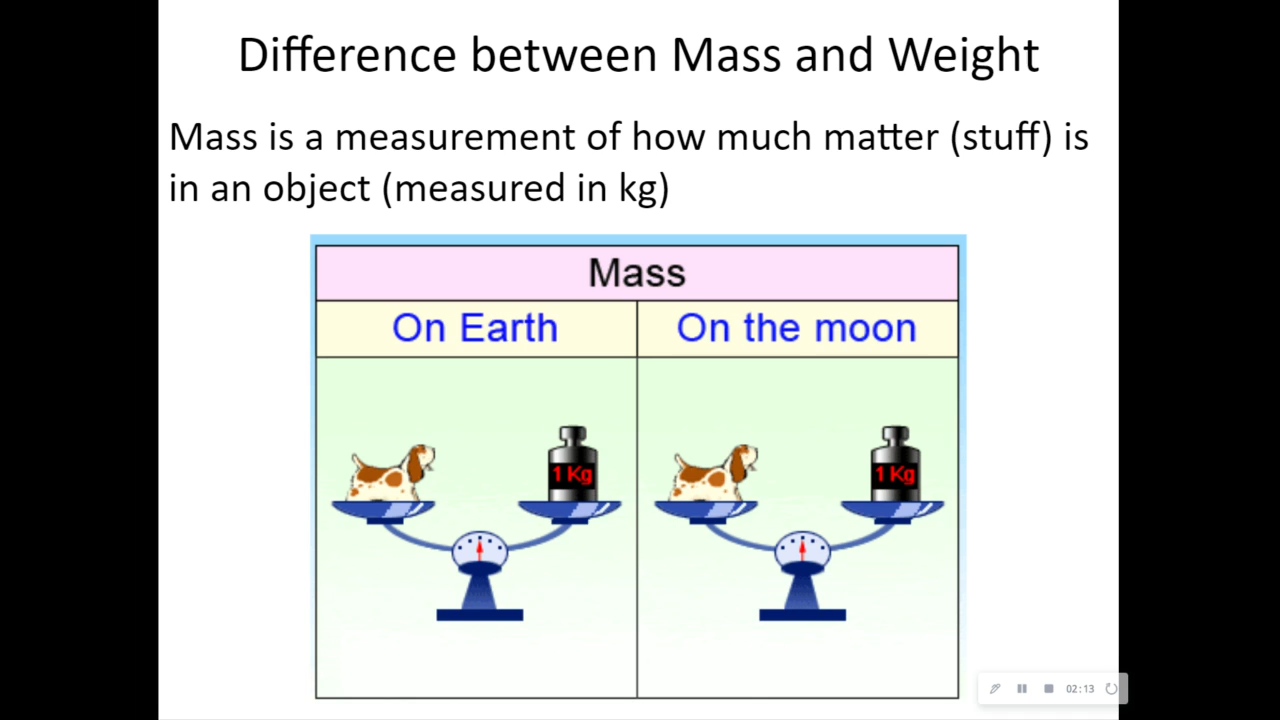 Difference between Mass and Weight
Mass is a measurement of how much matter (stuff) is
in an object (measured in kg)
Mass
On Earth
On the moon
1 Kg
1 Kg
02:13